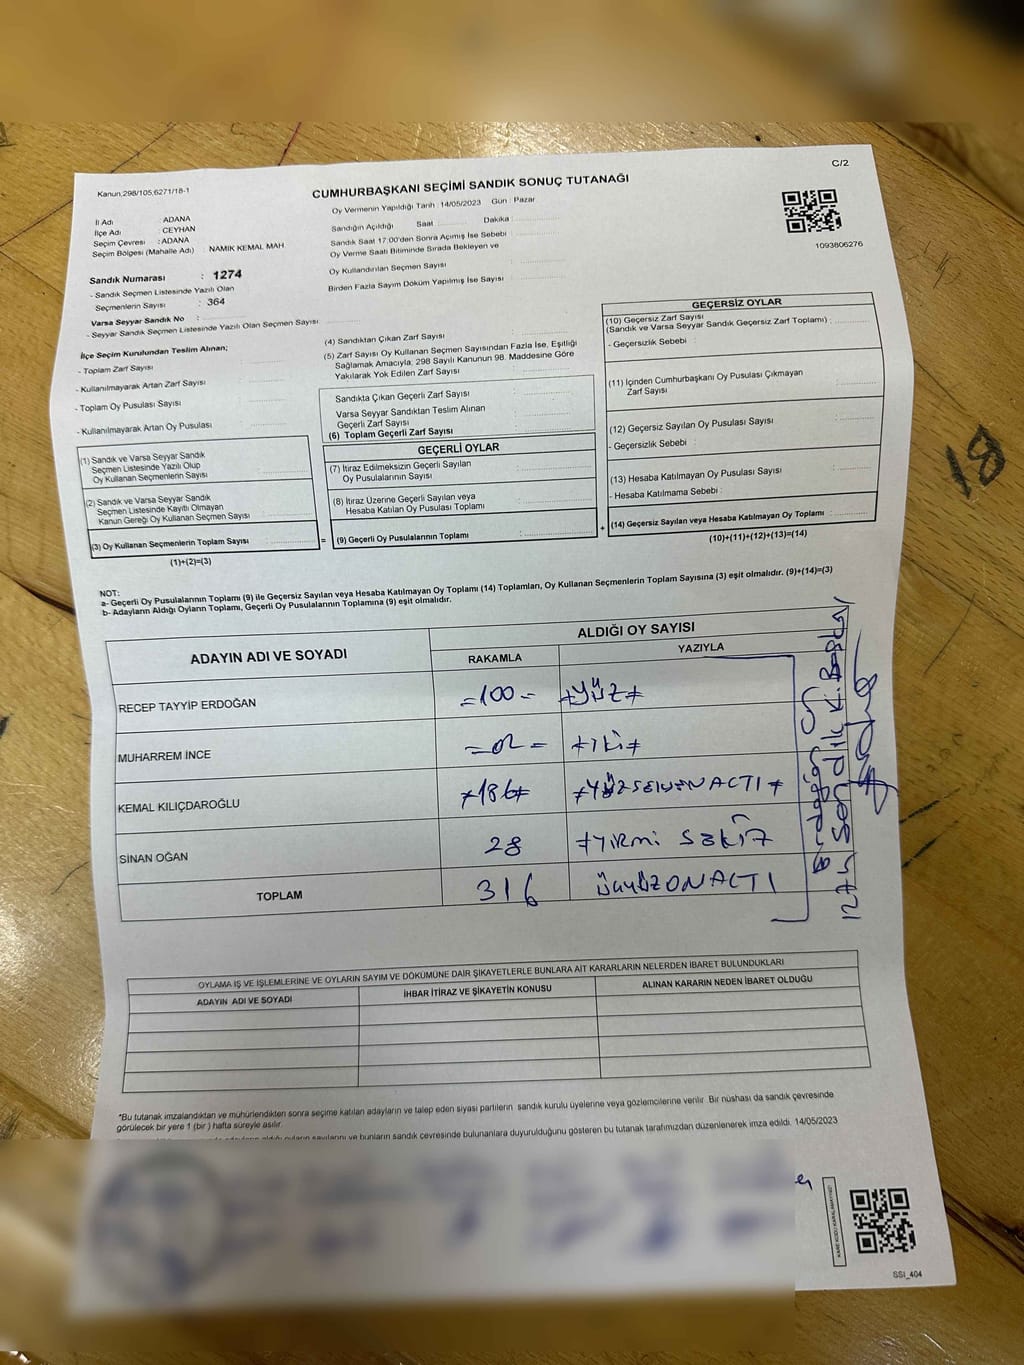 C/2
Kanun,298/105,6271/18-1
CUMHURBAŞKANI SEÇİMİ SANDIK SONUÇ TUTANAĞI
Oy Vermenin Yapıldığı Tarih : 14/05/2023 Gün : Pazar
İl Adı : ADANA
İlçe Adı : CEYHAN
Seçim Çevresi : ADANA
Seçim Bölgesi (Mahalle Adı) : NAMIK KEMAL MAH
Sandığın Açıldığı Saat Dakika :
Sandık Saat 17:00'den Sonra Açımış İse Sebebi :
Oy Verme Saati Bitiminde Sırada Bekleyen ve
Oy Kullandırılan Seçmen Sayısı :
Birden Fazla Sayım Döküm Yapılmış İse Sayısı :
1093806276
Sandık Numarası : 1274
- Sandık Seçmen Listesinde Yazılı Olan
Seçmenlerin Sayısı : 364
Varsa Seyyar Sandık No :
- Seyyar Sandık Seçmen Listesinde Yazılı Olan Seçmen Sayısı:
İlçe Seçim Kurulundan Teslim Alınan;
- Toplam Zarf Sayısı
- Kullanılmayarak Artan Zarf Sayısı
- Toplam Oy Pusulası Sayısı
- Kullanılmayarak Artan Oy Pusulası
(4) Sandıktan Çıkan Zarf Sayısı
(5) Zarf Sayısı Oy Kullanan Seçmen Sayısından Fazla İse, Eşitliği
Sağlamak Amacıyla, 298 Sayılı Kanunun 98. Maddesine Göre
Yakılarak Yok Edilen Zarf Sayısı
Sandıkta Çıkan Geçerli Zarf Sayısı
Varsa Seyyar Sandıktan Teslim Alınan
Geçerli Zarf Sayısı
(6) Toplam Geçerli Zarf Sayısı
GEÇERSİZ OYLAR
(10) Geçersiz Zarf Sayısı
(Sandık ve Varsa Seyyar Sandık Geçersiz Zarf Toplamı) :
- Geçersizlik Sebebi :
(11) İçinden Cumhurbaşkanı Oy Pusulası Çıkmayan
Zarf Sayısı
(12) Geçersiz Sayılan Oy Pusulası Sayısı
- Geçersizlik Sebebi :
(13) Hesaba Katılmayan Oy Pusulası Sayısı
- Hesaba Katılmama Sebebi :
(14) Geçersiz Sayılan veya Hesaba Katılmayan Oy Toplamı :
(10)+(11)+(12)+(13)=(14)
(1) Sandık ve Varsa Seyyar Sandık
Seçmen Listesinde Yazılı Olup
Oy Kullanan Seçmenlerin Sayısı
(2) Sandık ve Varsa Seyyar Sandık
Seçmen Listesinde Kayıtlı Olmayan
Kanun Gereği Oy Kullanan Seçmen Sayısı
(3) Oy Kullanan Seçmenlerin Toplam Sayısı :
(1)+(2)=(3)
=
GEÇERLİ OYLAR
(7) İtiraz Edilmeksizin Geçerli Sayılan
Oy Pusulalarının Sayısı
(8) İtiraz Üzerine Geçerli Sayılan veya
Hesaba Katılan Oy Pusulası Toplamı
(9) Geçerli Oy Pusulalarının Toplamı :
+
18
NOT:
a- Geçerli Oy Pusulalarının Toplamı (9) ile Geçersiz Sayılan veya Hesaba Katılmayan Oy Toplamı (14) Toplamları, Oy Kullanan Seçmenlerin Toplam Sayısına (3) eşit olmalıdır. (9)+(14)=(3)
b- Adayların Aldığı Oyların Toplamı, Geçerli Oy Pusulalarının Toplamına (9) eşit olmalıdır.
ADAYIN ADI VE SOYADI ALDIĞI OY SAYISI
RAKAMLA YAZIYLA
RECEP TAYYİP ERDOĞAN =100= ≠YÜZ≠
MUHARREM İNCE =02= ≠İKİ≠
KEMAL KILIÇDAROĞLU ≠186≠ ≠YÜZSEKSENALTI≠
SİNAN OĞAN 28 ≠YİRMİ SEKİZ
TOPLAM 316 ÜÇYÜZONALTI
1274 Sandık K. Başkanı
OYLAMA İŞ VE İŞLEMLERİNE VE OYLARIN SAYIM VE DÖKÜMÜNE DAİR ŞİKAYETLERLE BUNLARA AİT KARARLARIN NELERDEN İBARET BULUNDUKLARI
ADAYIN ADI VE SOYADI İHBAR İTİRAZ VE ŞİKAYETİN KONUSU ALINAN KARARIN NEDEN İBARET OLDUĞU
*Bu tutanak imzalandıktan ve mühürlendikten sonra seçime katılan adayların ve talep eden siyasi partilerin sandık kurulu üyelerine veya gözlemcilerine verilir. Bir nüshası da sandık çevresinde
görülecek bir yere 1 (bir ) hafta süreyle asılır.
sayılarını ve bunların sandık çevresinde bulunanlara duyurulduğunu gösteren bu tutanak tarafımızdan düzenlenerek imza edildi. 14/05/2023
KARE KODU KARALAMAYINIZ!
SSI_404